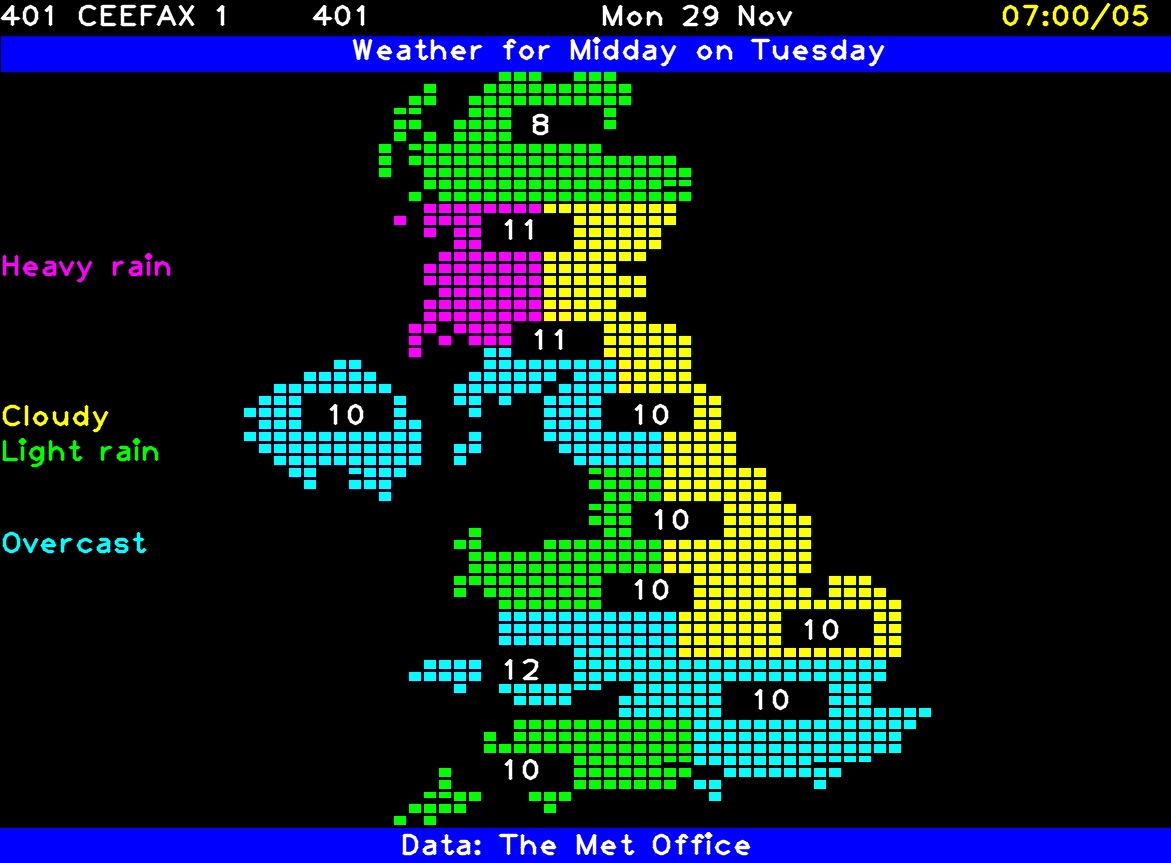 401 CEEFAX 1 401 Mon 29 Nov 07:00/05
Weather for Midday on Tuesday
8
11
Heavy rain
11
Cloudy 10 10
Light rain
10
Overcast
10
10
12
10
10
Data: The Met Office